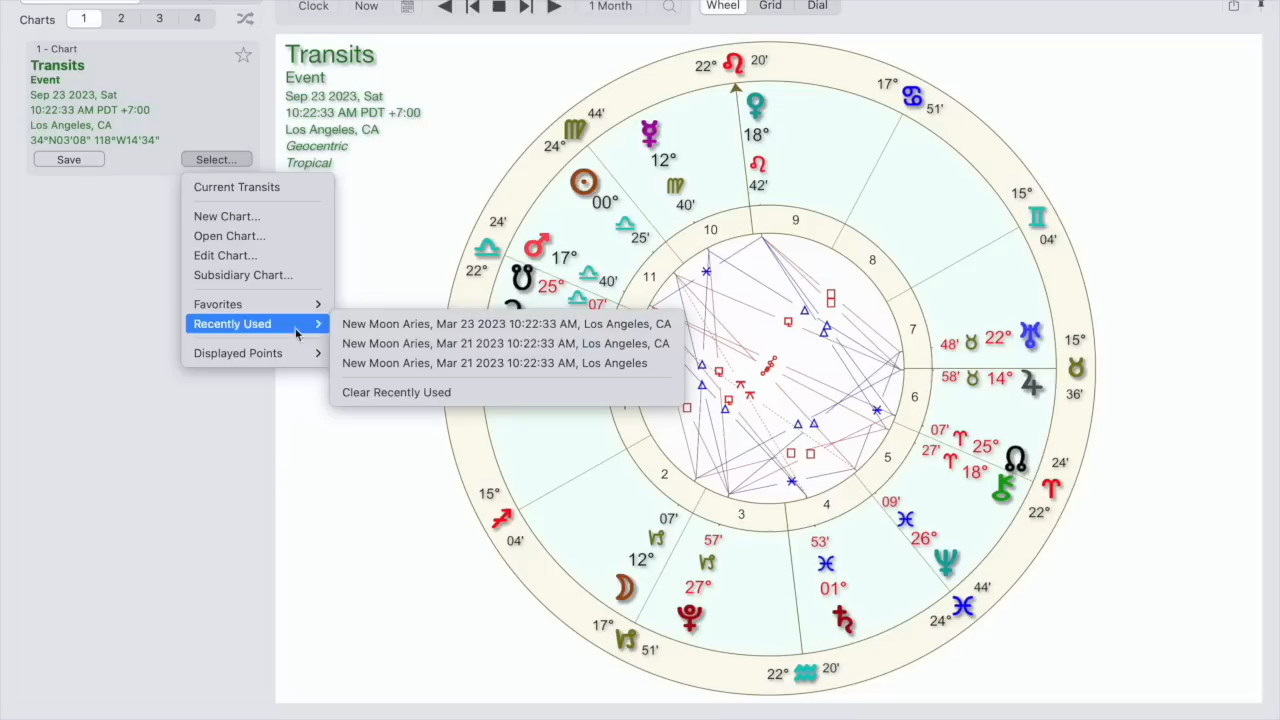 Charts 1 2 3 4
Clock Now 1 Month Wheel Grid Dial
1 - Chart
Transits
Event
Sep 23 2023, Sat
10:22:33 AM PDT +7:00
Los Angeles, CA
34°N03'08" 118°W14'34"
Save Select...
Current Transits
New Chart...
Open Chart...
Edit Chart...
Subsidiary Chart...
Favorites
Recently Used
Displayed Points
New Moon Aries, Mar 23 2023 10:22:33 AM, Los Angeles, CA
New Moon Aries, Mar 21 2023 10:22:33 AM, Los Angeles, CA
New Moon Aries, Mar 21 2023 10:22:33 AM, Los Angeles
Clear Recently Used
Transits
Event
Sep 23 2023, Sat
10:22:33 AM PDT +7:00
Los Angeles, CA
Geocentric
Tropical
22° ♌ 20'
17° ♋ 51'
15° ♊ 04'
15° ♉ 36'
24' ♈ 22°
44' ♓ 24°
22° ♒ 20'
17° ♑ 51'
15° ♐ 04'
24' ♎ 22°
44' ♍ 24°
♀ 18° ♌ 42'
☿ 12° ♍ 40'
☉ 00° ♎ 25'
♂ 17° ♎ 40'
☋ 25° ♎ 07'
48' ♉ 22° ♅
58' ♉ 14° ♃
07' ♈ 25° ☊
27' ♈ 18° ⚷
09' ♓ 26° ♆
53' ♓ 01° ♄
57' ♑ 27° ♇
07' ♑ 12° ☽
9
8
7
6
5
4
3
2
10
11